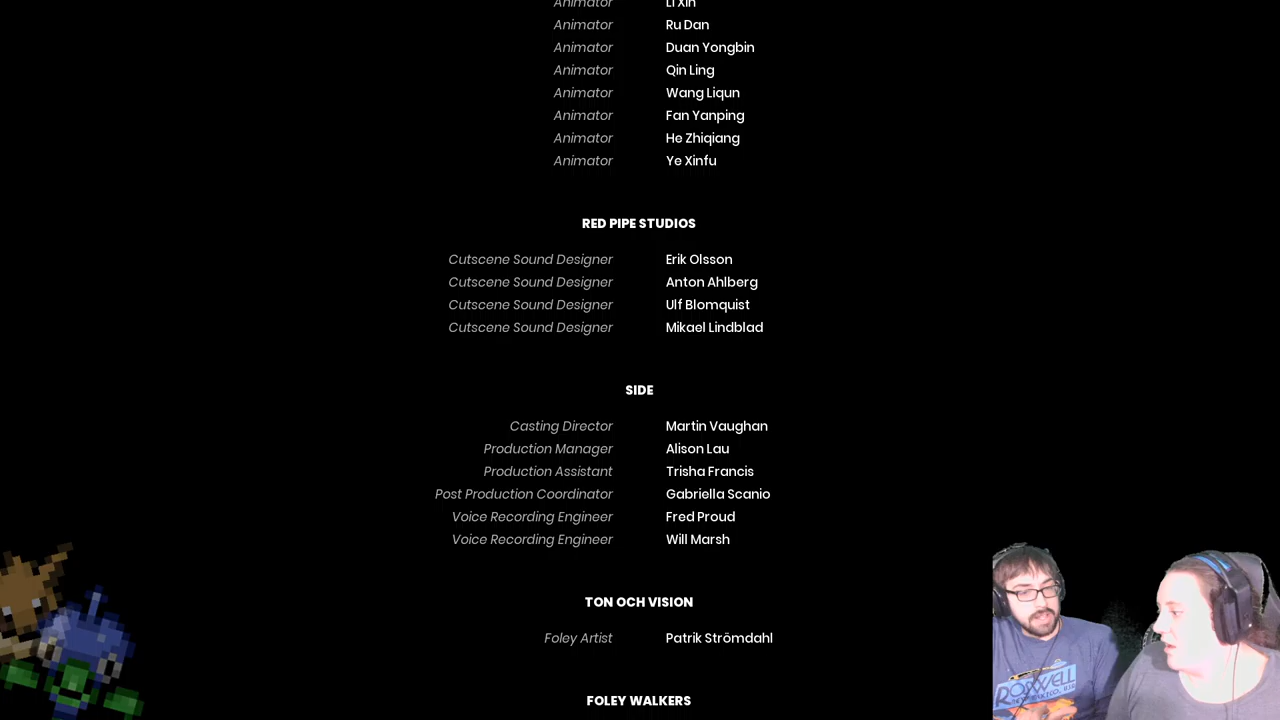 Animator Li Xin
Animator Ru Dan
Animator Duan Yongbin
Animator Qin Ling
Animator Wang Liqun
Animator Fan Yanping
Animator He Zhiqiang
Animator Ye Xinfu
RED PIPE STUDIOS
Cutscene Sound Designer Erik Olsson
Cutscene Sound Designer Anton Ahlberg
Cutscene Sound Designer Ulf Blomquist
Cutscene Sound Designer Mikael Lindblad
SIDE
Casting Director Martin Vaughan
Production Manager Alison Lau
Production Assistant Trisha Francis
Post Production Coordinator Gabriella Scanio
Voice Recording Engineer Fred Proud
Voice Recording Engineer Will Marsh
TON OCH VISION
Foley Artist Patrik Strömdahl
FOLEY WALKERS
ROSWELL